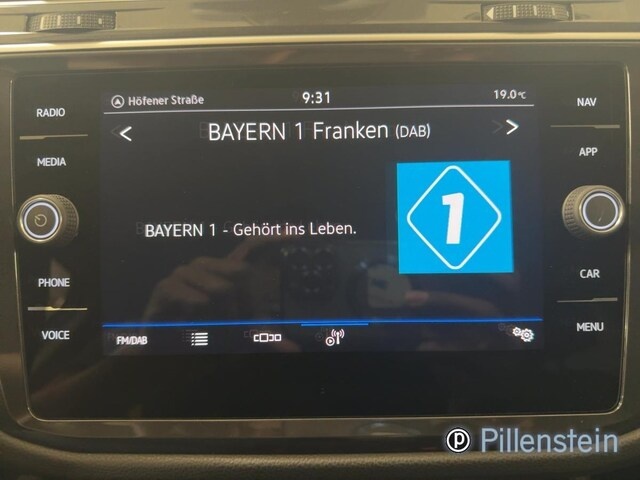 RADIO
MEDIA
PHONE
VOICE
Höfener Straße
9:31
19.0°C
BAYERN 1 Franken (DAB)
BAYERN 1 - Gehört ins Leben.
1
FM/DAB
NAV
APP
CAR
MENU
P Pillenstein